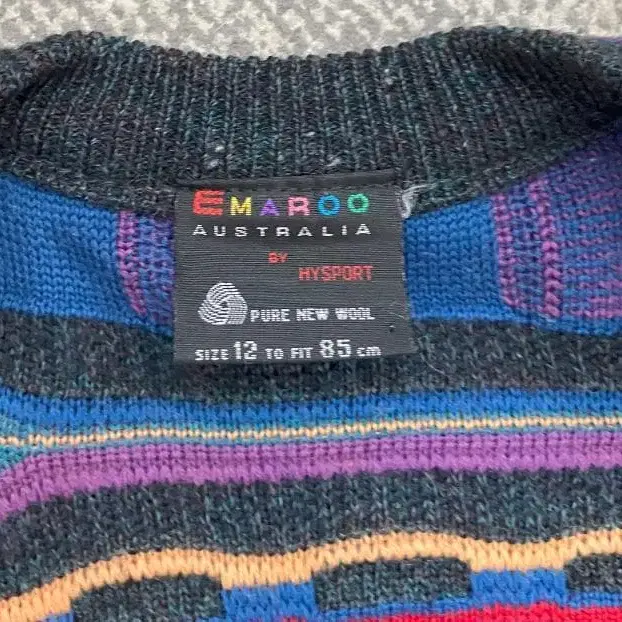 EMAROO
AUSTRALIA
BY
HYSPORT
PURE NEW WOOL
SIZE 12 TO FIT 85 cm